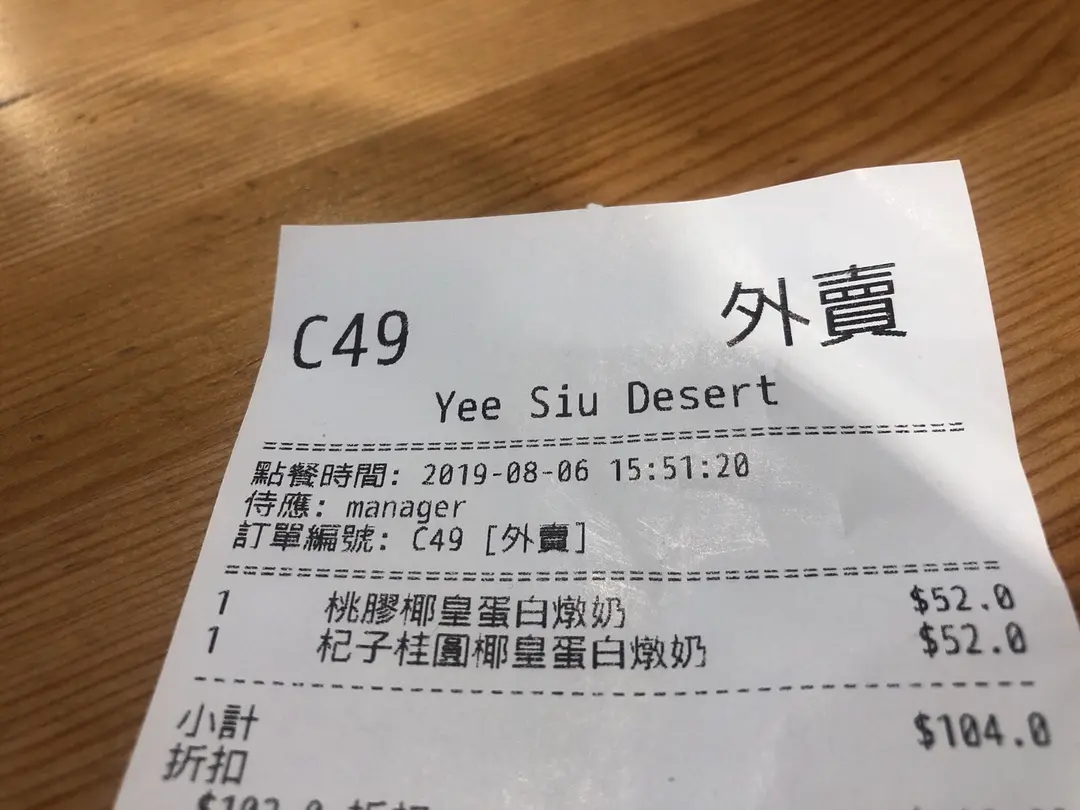 C49 外賣
Yee Siu Desert
點餐時間: 2019-08-06 15:51:20
侍應: manager
訂單編號: C49 [外賣]
1 桃膠椰皇蛋白燉奶 $52.0
1 杞子桂圓椰皇蛋白燉奶 $52.0
小計 $104.0
折扣